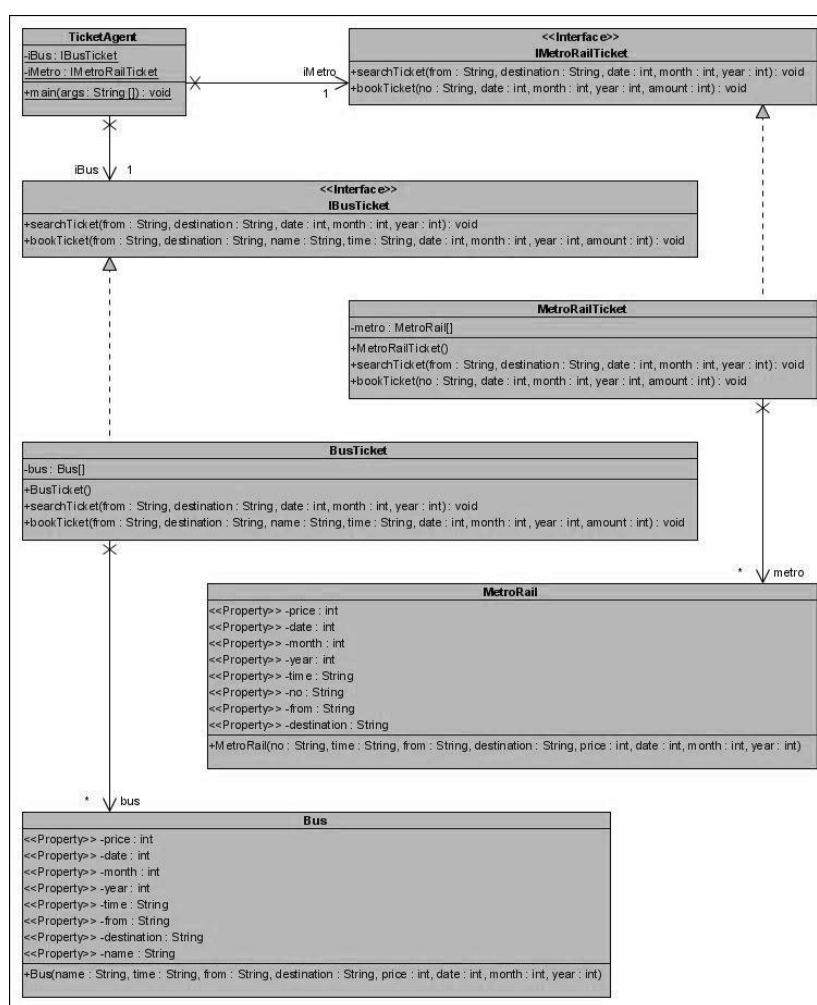 TicketAgent
-iBus : IBusTicket
-iMetro : IMetroRailTicket
+main(args : String []) : void
iMetro
1
<<Interface>>
IMetroRailTicket
+searchTicket(from : String, destination : String, date : int, month : int, year : int) : void
+bookTicket(no : String, date : int, month : int, year : int, amount : int) : void
iBus
1
<<Interface>>
IBusTicket
+searchTicket(from : String, destination : String, date : int, month : int, year : int) : void
+bookTicket(from : String, destination : String, name : String, time : String, date : int, month : int, year : int, amount : int) : void
MetroRailTicket
-metro : MetroRail[]
+MetroRailTicket()
+searchTicket(from : String, destination : String, date : int, month : int, year : int) : void
+bookTicket(no : String, date : int, month : int, year : int, amount : int) : void
BusTicket
-bus : Bus[]
+BusTicket()
+searchTicket(from : String, destination : String, date : int, month : int, year : int) : void
+bookTicket(from : String, destination : String, name : String, time : String, date : int, month : int, year : int, amount : int) : void
* metro
MetroRail
<<Property>> -price : int
<<Property>> -date : int
<<Property>> -month : int
<<Property>> -year : int
<<Property>> -time : String
<<Property>> -no : String
<<Property>> -from : String
<<Property>> -destination : String
+MetroRail(no : String, time : String, from : String, destination : String, price : int, date : int, month : int, year : int)
* bus
Bus
<<Property>> -price : int
<<Property>> -date : int
<<Property>> -month : int
<<Property>> -year : int
<<Property>> -time : String
<<Property>> -from : String
<<Property>> -destination : String
<<Property>> -name : String
+Bus(name : String, time : String, from : String, destination : String, price : int, date : int, month : int, year : int)